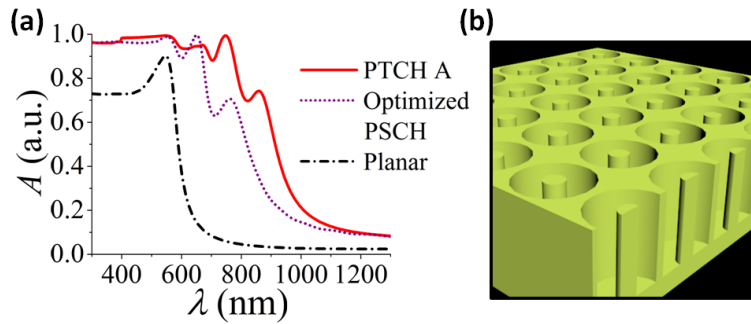 (a)
(b)
1.0
0.8
0.6
0.4
0.2
0.0
A (a.u.)
PTCH A
Optimized
PSCH
Planar
400 600 800 1000 1200
λ (nm)